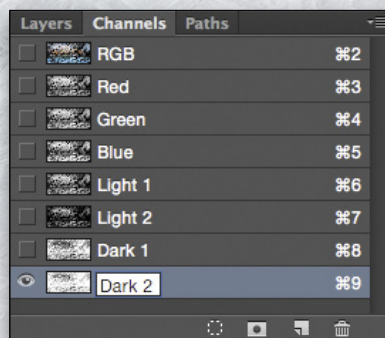 Layers Channels Paths
RGB ⌘2
Red ⌘3
Green ⌘4
Blue ⌘5
Light 1 ⌘6
Light 2 ⌘7
Dark 1 ⌘8
Dark 2 ⌘9